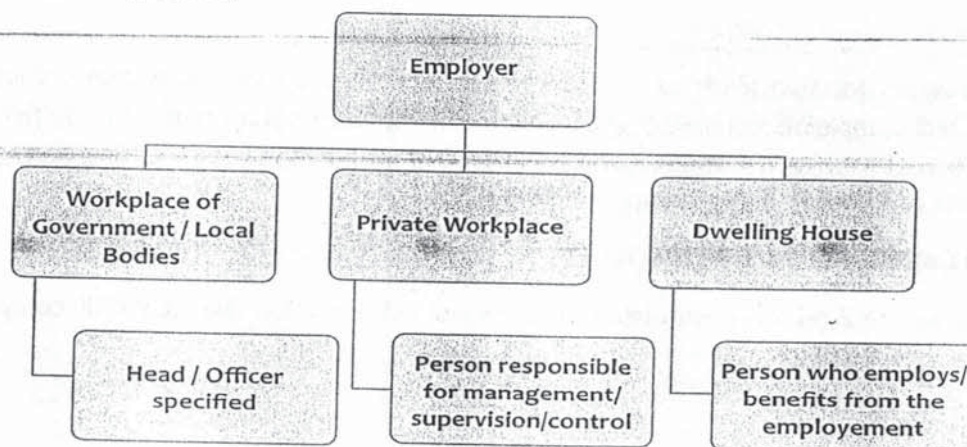 Employer
Workplace of
Government / Local
Bodies
Private Workplace
Dwelling House
Head / Officer
specified
Person responsible
for management/
supervision/control
Person who employs/
benefits from the
employement